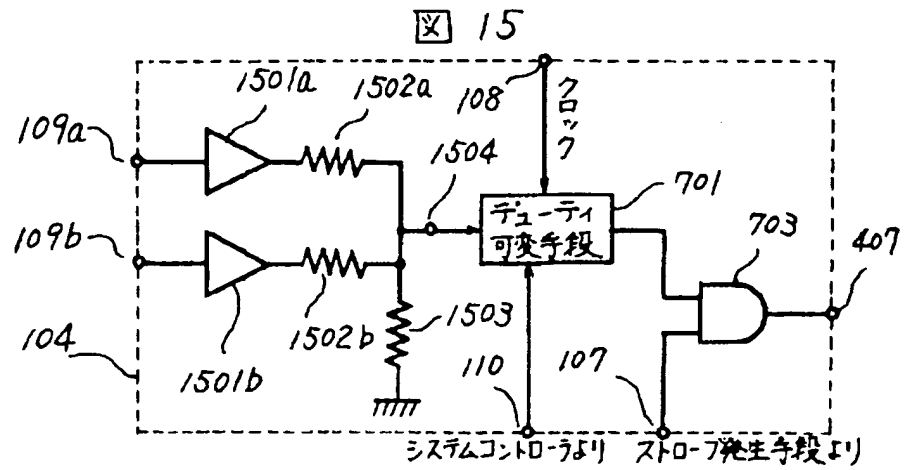 図 15
1501a
1502a
108
クロック
109a
1504
701
デューティ
可変手段
109b
703
407
104
1501b
1502b
1503
110
107
システムコントローラより
ストローブ発生手段より